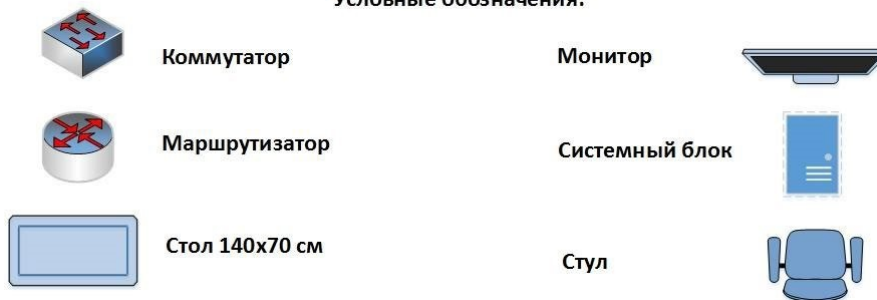 Условные обозначения:
Коммутатор
Монитор
Маршрутизатор
Системный блок
Стол 140х70 см
Стул